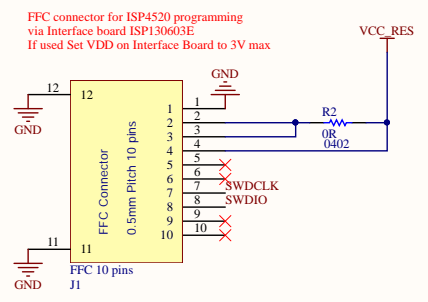 FFC connector for ISP4520 programming
via Interface board ISP130603E
If used Set VDD on Interface Board to 3V max
VCC_RES
GND
12
12
GND
1
1
2
2
3
3
4
4
5
5
6
6
7
7
SWDCLK
8
8
SWDIO
9
9
10
10
R2
0R
0402
FFC Connector
0.5mm Pitch 10 pins
11
11
GND
FFC 10 pins
J1